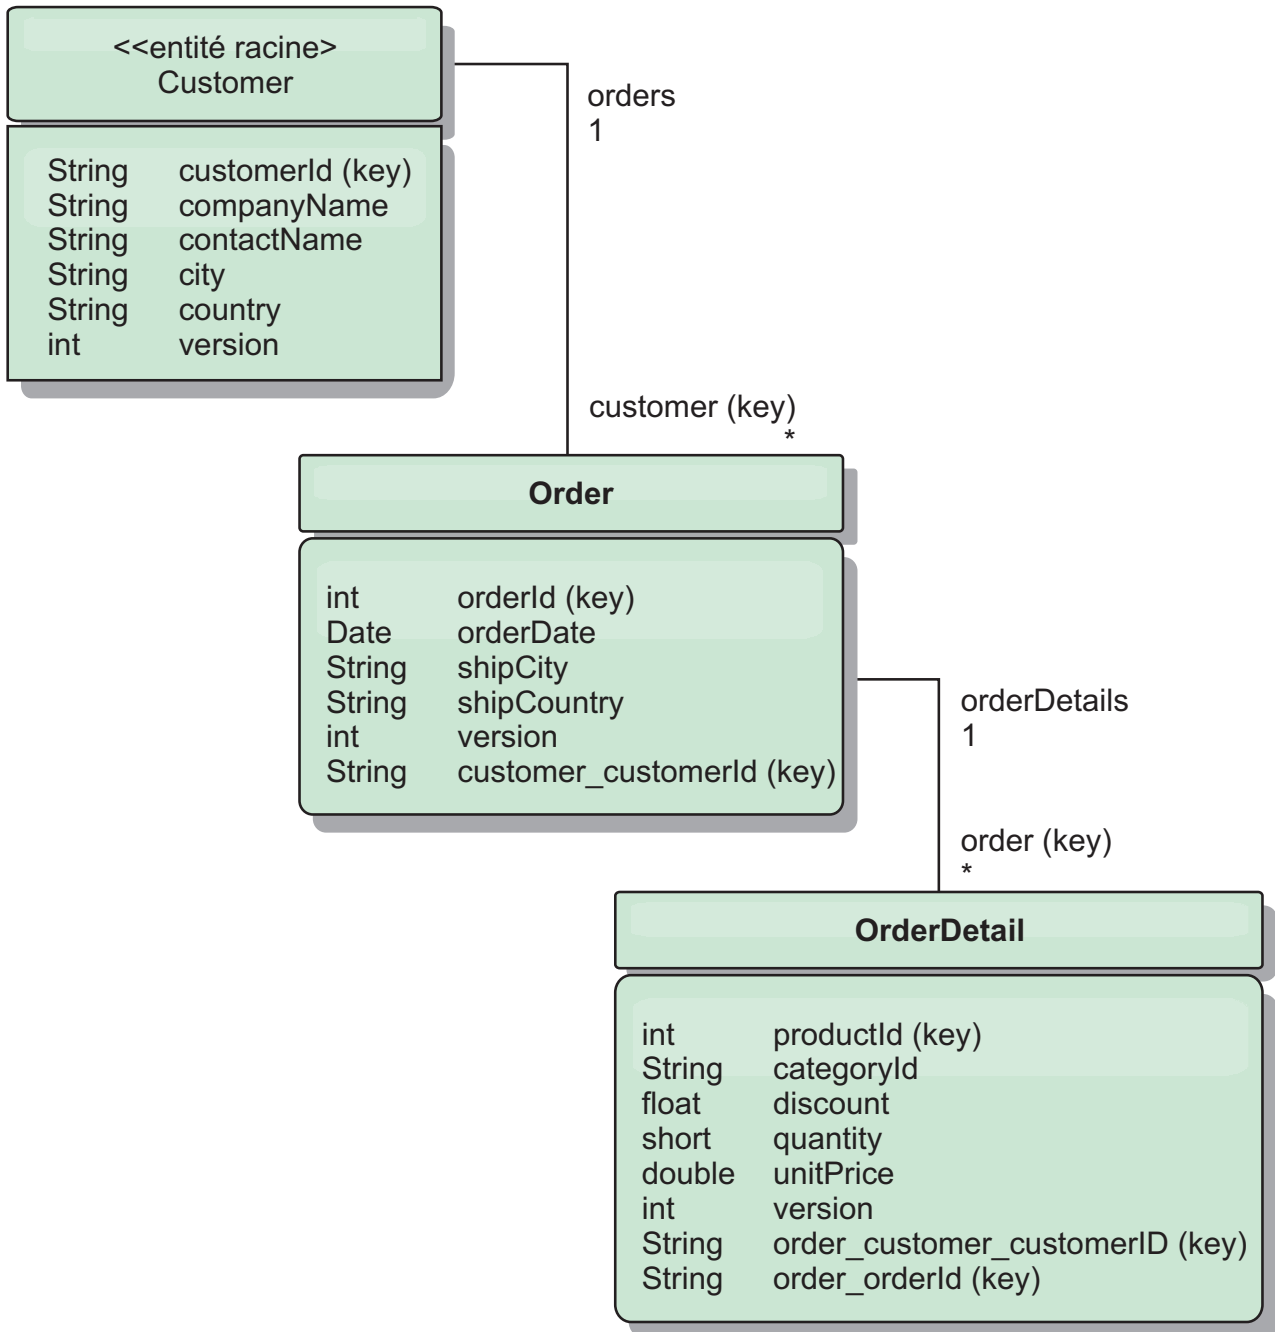 <<entité racine>
Customer
String customerId (key)
String companyName
String contactName
String city
String country
int version
orders
1
customer (key)
*
Order
int orderId (key)
Date orderDate
String shipCity
String shipCountry
int version
String customer_customerId (key)
orderDetails
1
order (key)
*
OrderDetail
int productId (key)
String categoryId
float discount
short quantity
double unitPrice
int version
String order_customer_customerID (key)
String order_orderId (key)